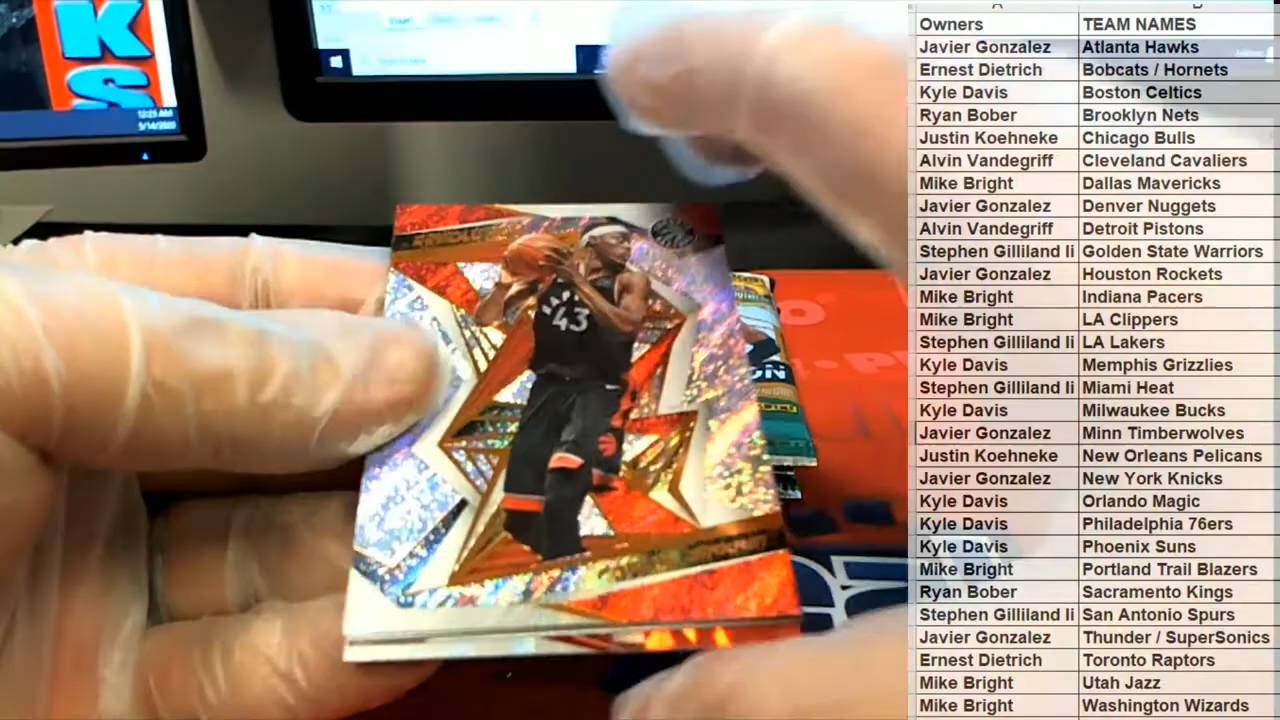 KS
12:25 AM
5/14/2020
RAPTORS
43
Owners TEAM NAMES
Javier Gonzalez Atlanta Hawks
Ernest Dietrich Bobcats / Hornets
Kyle Davis Boston Celtics
Ryan Bober Brooklyn Nets
Justin Koehneke Chicago Bulls
Alvin Vandegriff Cleveland Cavaliers
Mike Bright Dallas Mavericks
Javier Gonzalez Denver Nuggets
Alvin Vandegriff Detroit Pistons
Stephen Gilliland Ii Golden State Warriors
Javier Gonzalez Houston Rockets
Mike Bright Indiana Pacers
Mike Bright LA Clippers
Stephen Gilliland Ii LA Lakers
Kyle Davis Memphis Grizzlies
Stephen Gilliland Ii Miami Heat
Kyle Davis Milwaukee Bucks
Javier Gonzalez Minn Timberwolves
Justin Koehneke New Orleans Pelicans
Javier Gonzalez New York Knicks
Kyle Davis Orlando Magic
Kyle Davis Philadelphia 76ers
Kyle Davis Phoenix Suns
Mike Bright Portland Trail Blazers
Ryan Bober Sacramento Kings
Stephen Gilliland Ii San Antonio Spurs
Javier Gonzalez Thunder / SuperSonics
Ernest Dietrich Toronto Raptors
Mike Bright Utah Jazz
Mike Bright Washington Wizards